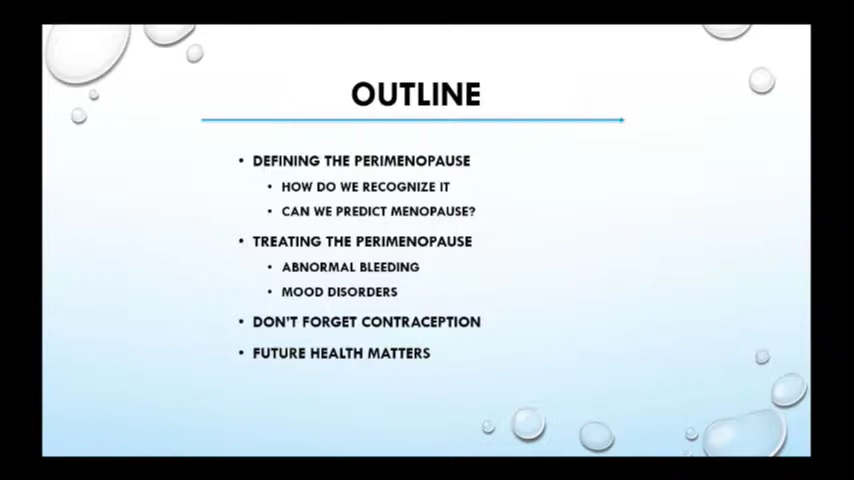 OUTLINE
• DEFINING THE PERIMENOPAUSE
• HOW DO WE RECOGNIZE IT
• CAN WE PREDICT MENOPAUSE?
• TREATING THE PERIMENOPAUSE
• ABNORMAL BLEEDING
• MOOD DISORDERS
• DON'T FORGET CONTRACEPTION
• FUTURE HEALTH MATTERS